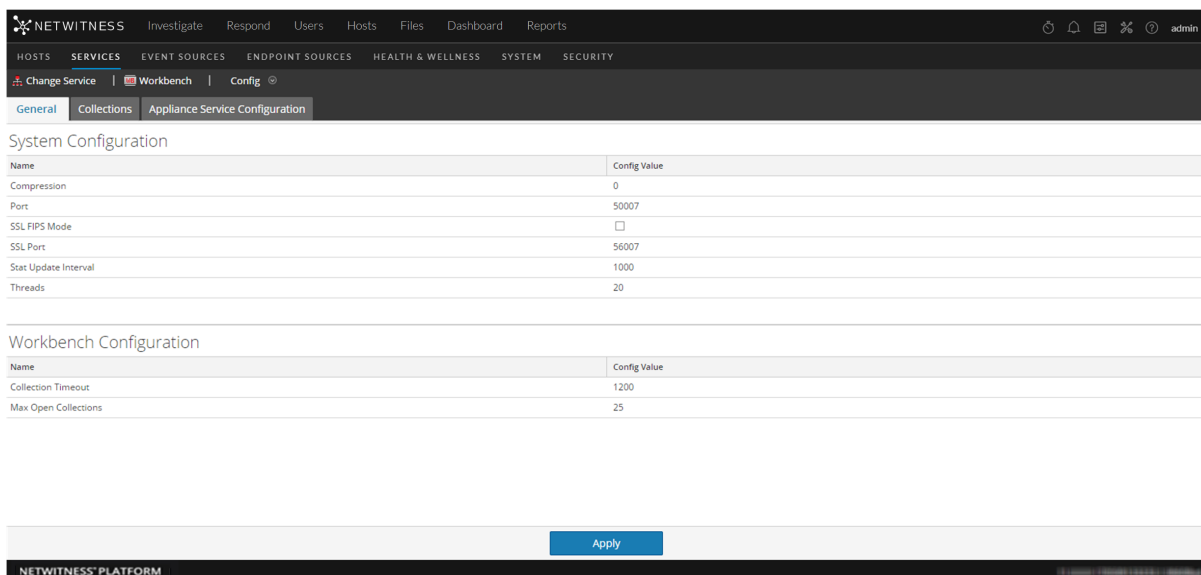 NETWITNESS Investigate Respond Users Hosts Files Dashboard Reports admin
HOSTS SERVICES EVENT SOURCES ENDPOINT SOURCES HEALTH & WELLNESS SYSTEM SECURITY
Change Service | Workbench | Config
General Collections Appliance Service Configuration
System Configuration
Name Config Value
Compression 0
Port 50007
SSL FIPS Mode
SSL Port 56007
Stat Update Interval 1000
Threads 20
Workbench Configuration
Name Config Value
Collection Timeout 1200
Max Open Collections 25
Apply
NETWITNESS PLATFORM